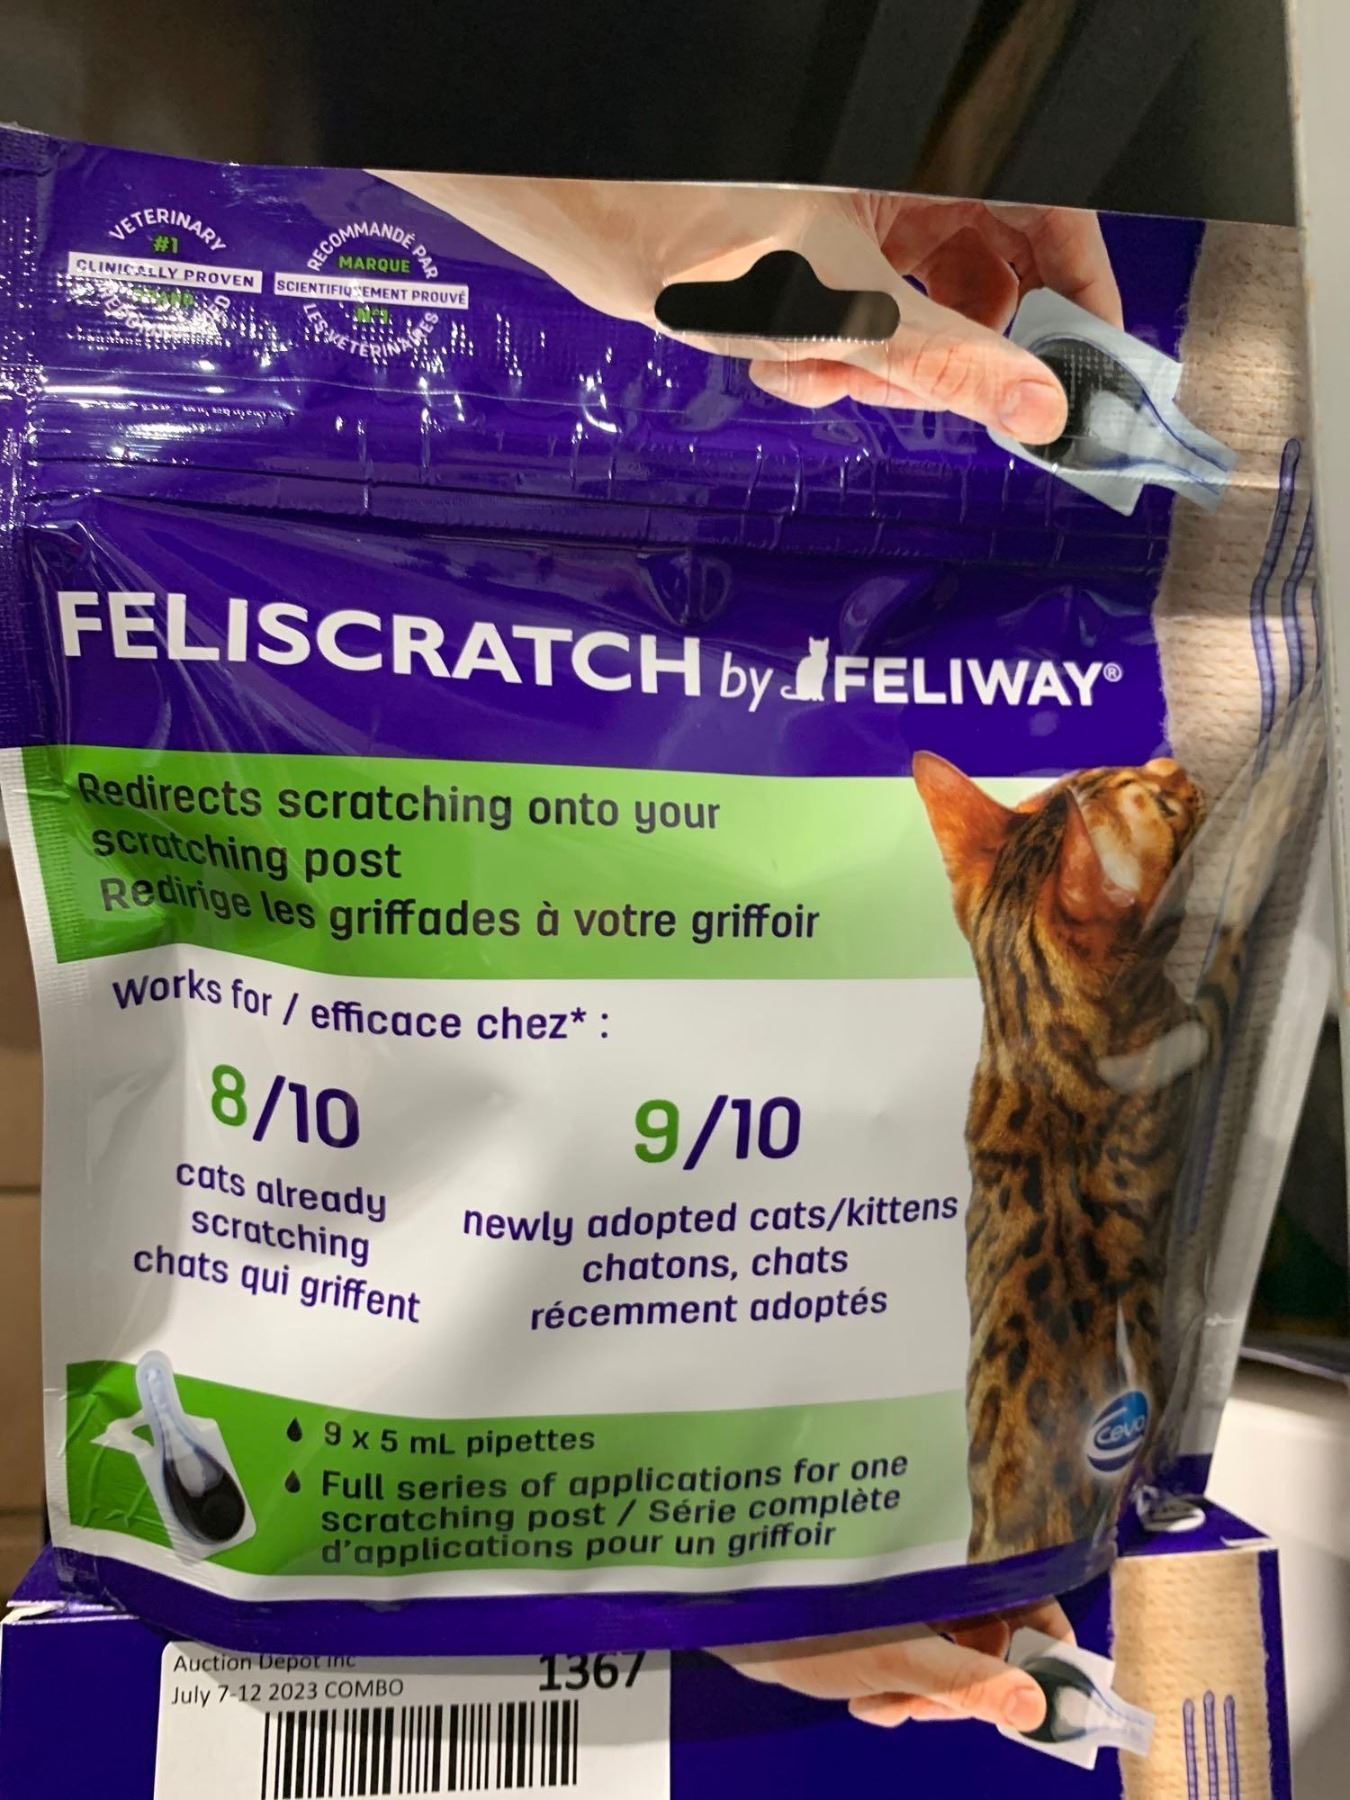 VETERINARY
#1
CLINICALLY PROVEN
RECOMMANDÉ PAR
MARQUE
SCIENTIFIQUEMENT PROUVÉ
N°1
LES VÉTÉRINAIRES
FELISCRATCH by FELIWAY®
Redirects scratching onto your
scratching post
Redirige les griffades à votre griffoir
Works for / efficace chez* :
8/10
cats already
scratching
chats qui griffent
9/10
newly adopted cats/kittens
chatons, chats
récemment adoptés
9 x 5 mL pipettes
Full series of applications for one
scratching post / Série complète
d'applications pour un griffoir
ceva
Auction Depot Inc
July 7-12 2023 COMBO
1367